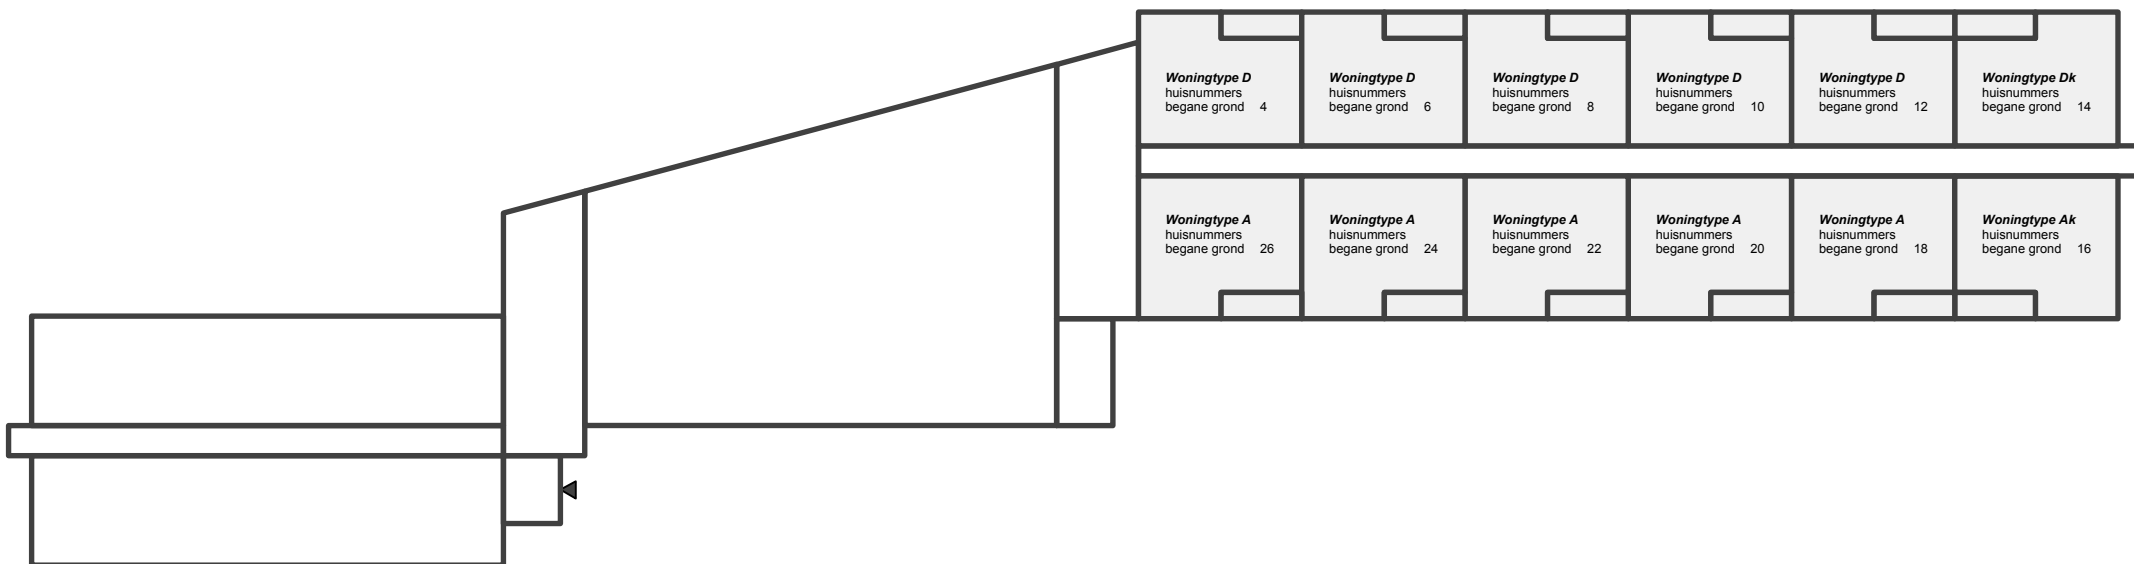 Woningtype D
huisnummers
begane grond 4
Woningtype D
huisnummers
begane grond 6
Woningtype D
huisnummers
begane grond 8
Woningtype D
huisnummers
begane grond 10
Woningtype D
huisnummers
begane grond 12
Woningtype Dk
huisnummers
begane grond 14
Woningtype A
huisnummers
begane grond 26
Woningtype A
huisnummers
begane grond 24
Woningtype A
huisnummers
begane grond 22
Woningtype A
huisnummers
begane grond 20
Woningtype A
huisnummers
begane grond 18
Woningtype Ak
huisnummers
begane grond 16